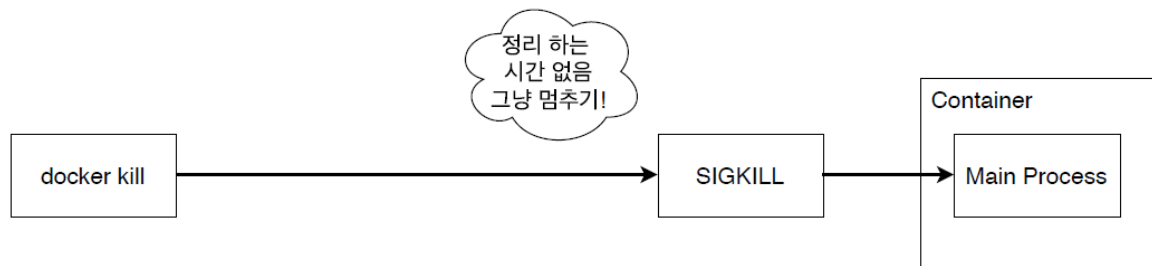 정리 하는
시간 없음
그냥 멈추기!
Container
docker kill
SIGKILL
Main Process